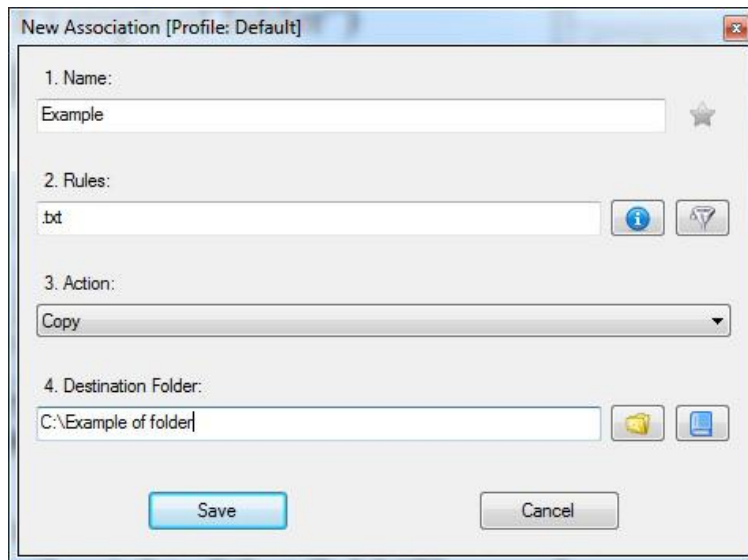 New Association [Profile: Default]
1. Name:
Example
2. Rules:
.txt
3. Action:
Copy
4. Destination Folder:
C:\Example of folder
Save
Cancel